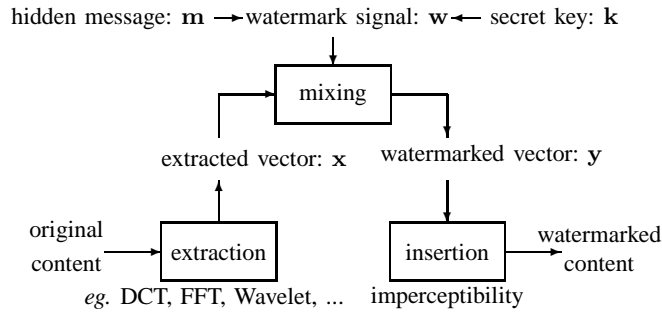 hidden message: m watermark signal: w secret key: k
mixing
extracted vector: x watermarked vector: y
original content
extraction
insertion
watermarked content
eg. DCT, FFT, Wavelet, ... imperceptibility